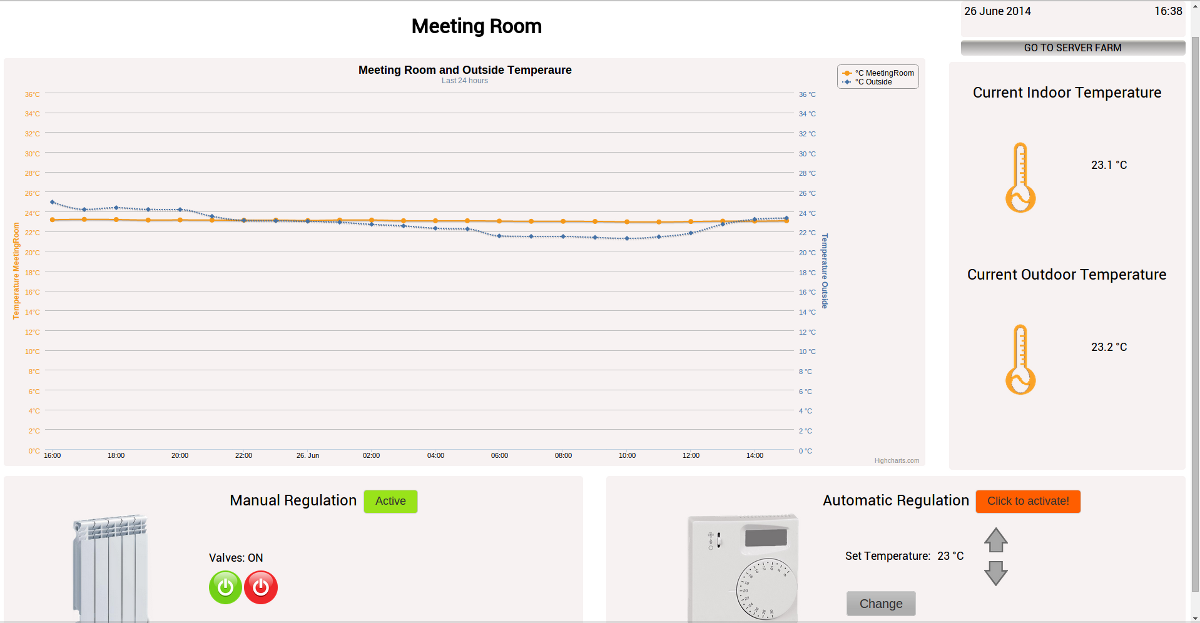 Meeting Room
26 June 2014 16:38
GO TO SERVER FARM
Meeting Room and Outside Temperaure
Last 24 hours
°C MeetingRoom
°C Outside
36°C 36 °C
34°C 34 °C
32°C 32 °C
30°C 30 °C
28°C 28 °C
26°C 26 °C
24°C 24 °C
22°C 22 °C
20°C 20 °C
18°C 18 °C
16°C 16 °C
14°C 14 °C
12°C 12 °C
10°C 10 °C
8°C 8 °C
6°C 6 °C
4°C 4 °C
2°C 2 °C
0°C 0 °C
Temperature MeetingRoom
Temperature Outside
16:00 18:00 20:00 22:00 26. Jun 02:00 04:00 06:00 08:00 10:00 12:00 14:00
Highcharts.com
Current Indoor Temperature
23.1 °C
Current Outdoor Temperature
23.2 °C
Manual Regulation Active
Valves: ON
Automatic Regulation Click to activate!
Set Temperature: 23 °C
Change